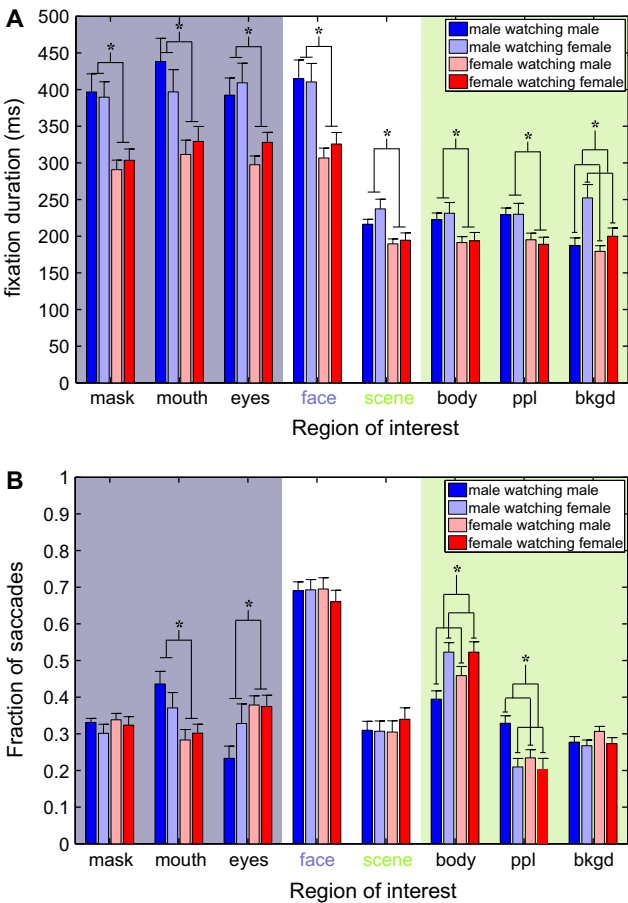 A
fixation duration (ms)
500
450
400
350
300
250
200
150
100
50
0
* * * * * * * *
male watching male
male watching female
female watching male
female watching female
mask mouth eyes face scene body ppl bkgd
Region of interest
B
Fraction of saccades
1
0.9
0.8
0.7
0.6
0.5
0.4
0.3
0.2
0.1
0
* * * *
male watching male
male watching female
female watching male
female watching female
mask mouth eyes face scene body ppl bkgd
Region of interest